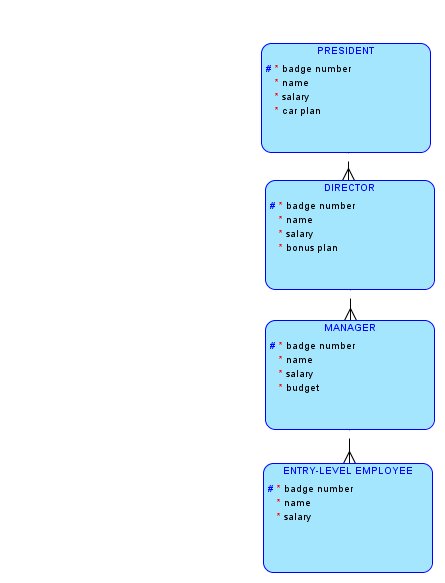 PRESIDENT
# * badge number
* name
* salary
* car plan
DIRECTOR
# * badge number
* name
* salary
* bonus plan
MANAGER
# * badge number
* name
* salary
* budget
ENTRY-LEVEL EMPLOYEE
# * badge number
* name
* salary